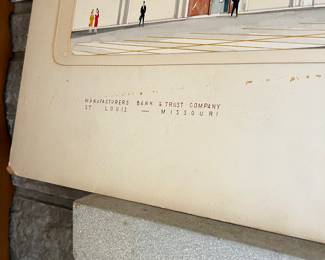 MANUFACTURERS BANK & TRUST COMPANY
ST. LOUIS — MISSOURI